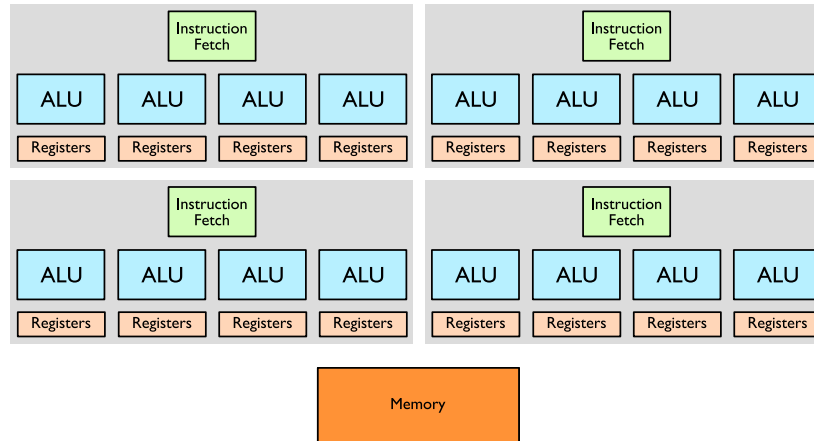 Instruction
Fetch
Instruction
Fetch
ALU ALU ALU ALU ALU ALU ALU ALU
Registers Registers Registers Registers Registers Registers Registers Registers
Instruction
Fetch
Instruction
Fetch
ALU ALU ALU ALU ALU ALU ALU ALU
Registers Registers Registers Registers Registers Registers Registers Registers
Memory